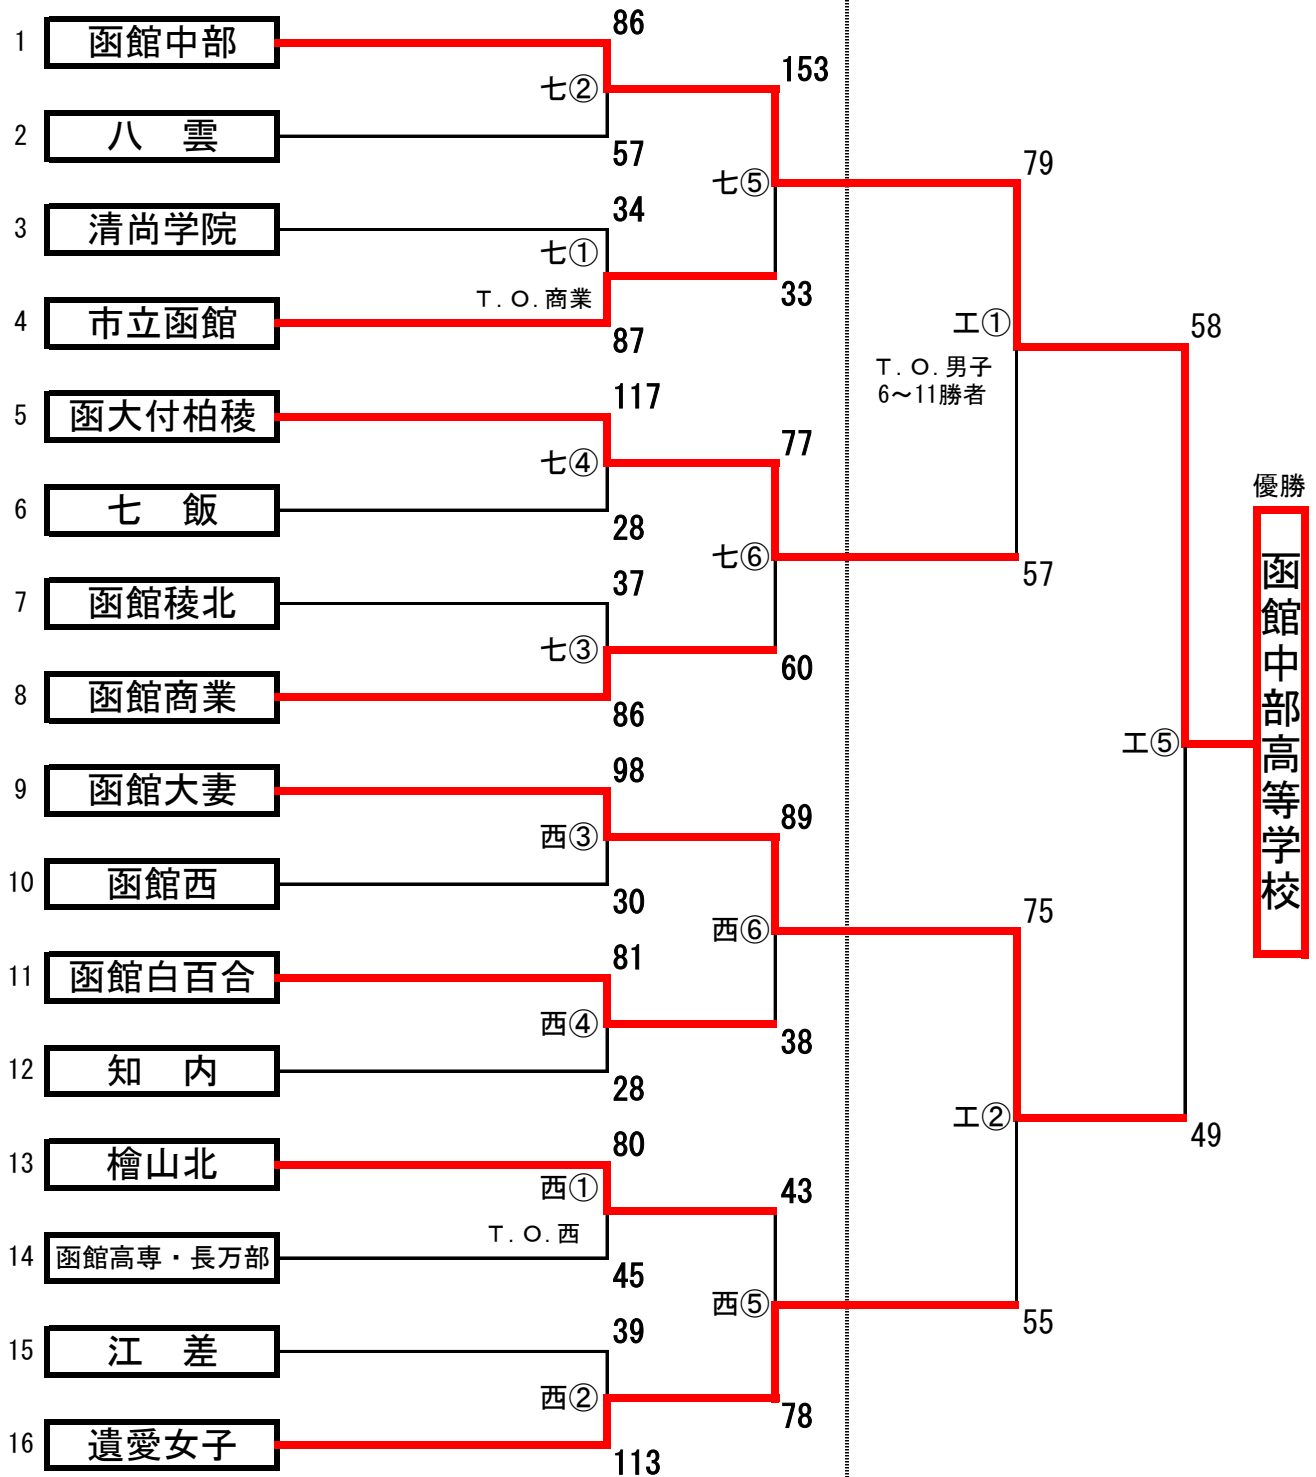 86
1 函館中部
153
七②
2 八　雲
57
79
七⑤
34
3 清尚学院
七①
T.O.商業
33
4 市立函館
87
工①
58
T.O.男子
6～11勝者
117
5 函大付柏稜
77
七④
優勝
6 七　飯
28
七⑥
37
57
7 函館稜北
七③
60
8 函館商業
86
函館中部高等学校
工⑤
98
9 函館大妻
89
西③
10 函館西
30
75
西⑥
81
11 函館白百合
西④
38
12 知　内
28
工②
49
80
13 檜山北
43
西①
T.O.西
14 函館高専・長万部
45
西⑤
55
39
15 江　差
西②
78
16 遺愛女子
113